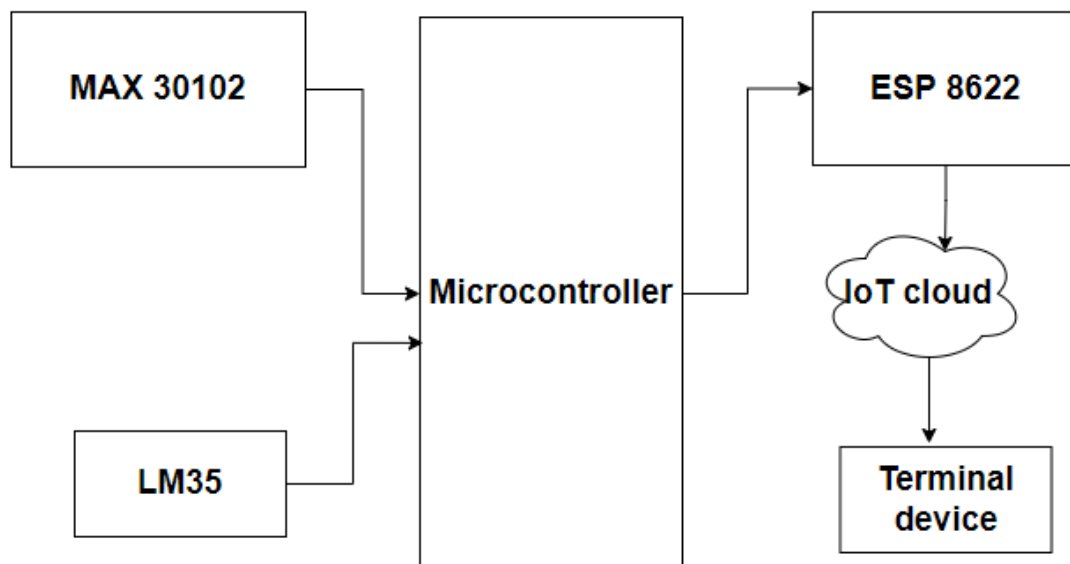 MAX 30102
ESP 8622
Microcontroller
IoT cloud
LM35
Terminal
device